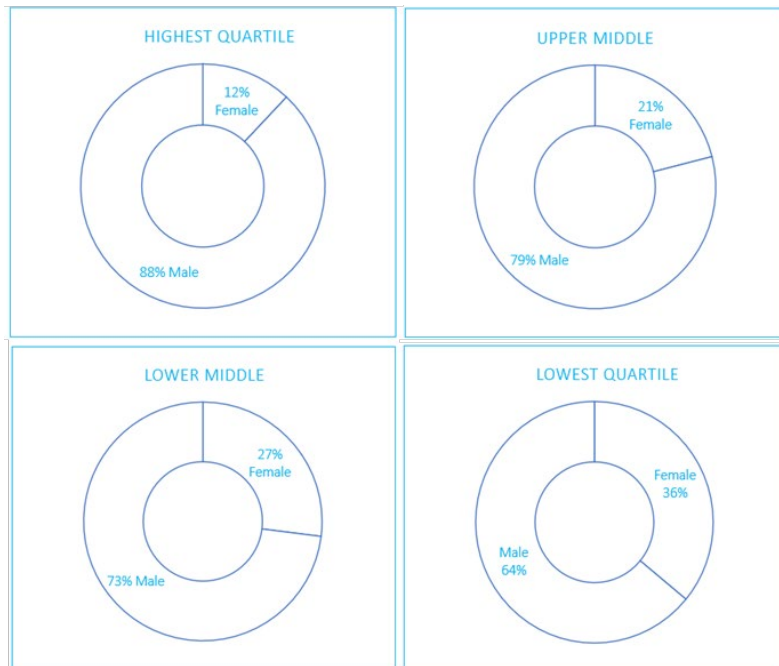 HIGHEST QUARTILE
12%
Female
88% Male
UPPER MIDDLE
21%
Female
79% Male
LOWER MIDDLE
27%
Female
73% Male
LOWEST QUARTILE
Female
36%
Male
64%